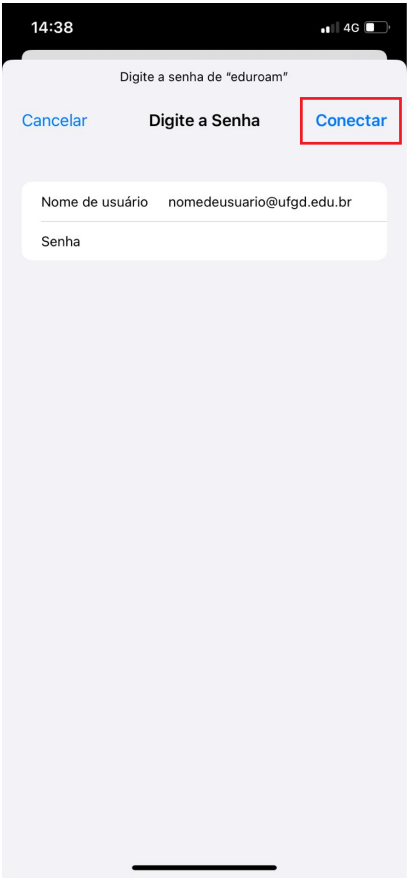 14:38 4G
Digite a senha de “eduroam”
Cancelar Digite a Senha Conectar
Nome de usuário nomedeusuario@ufgd.edu.br
Senha